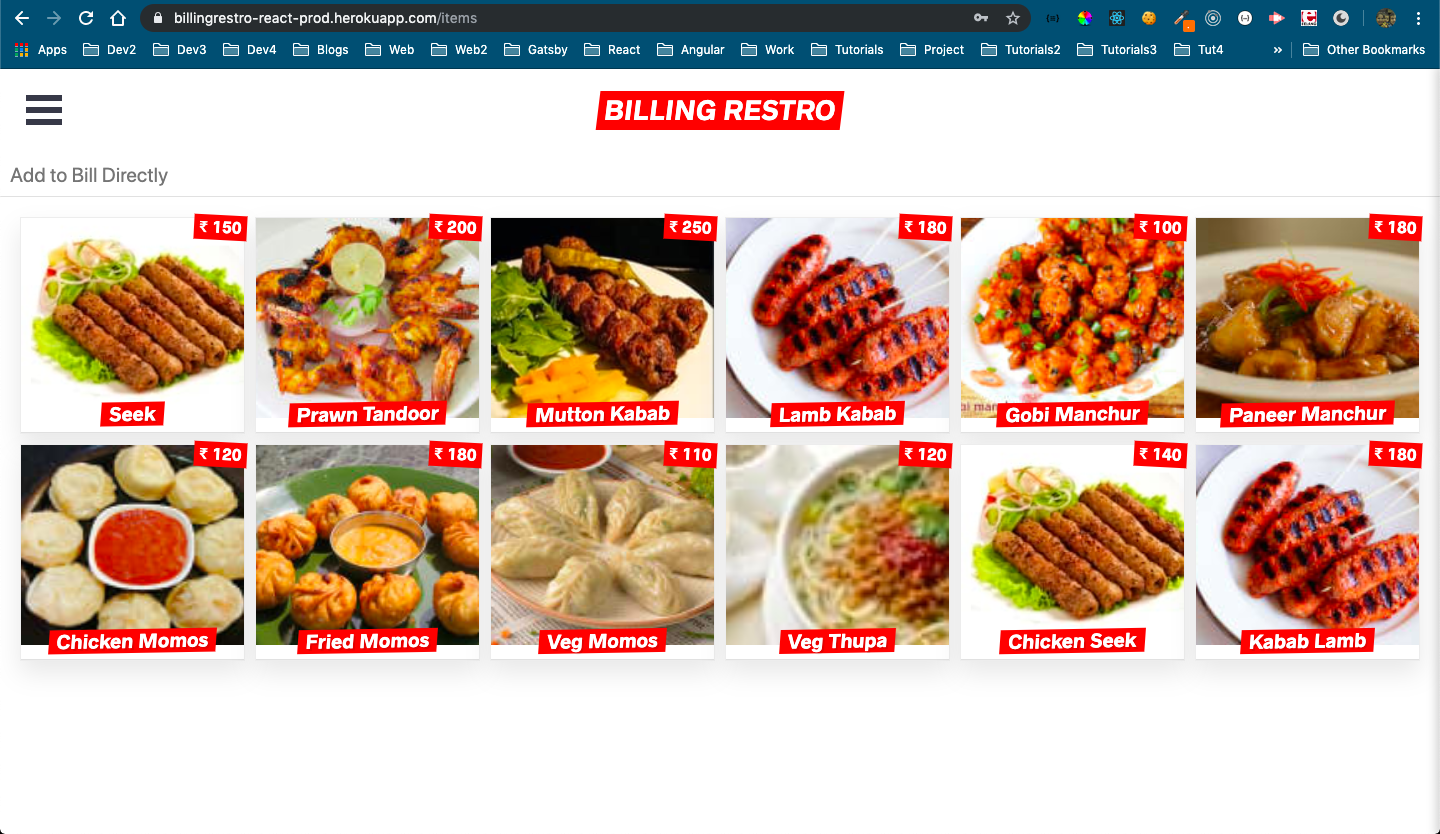 billingrestro-react-prod.herokuapp.com/items
Apps Dev2 Dev3 Dev4 Blogs Web Web2 Gatsby React Angular Work Tutorials Project Tutorials2 Tutorials3 Tut4 » Other Bookmarks
BILLING RESTRO
Add to Bill Directly
₹ 150 ₹ 200 ₹ 250 ₹ 180 ₹ 100 ₹ 180
Seek Prawn Tandoor Mutton Kabab Lamb Kabab Gobi Manchur Paneer Manchur
₹ 120 ₹ 180 ₹ 110 ₹ 120 ₹ 140 ₹ 180
Chicken Momos Fried Momos Veg Momos Veg Thupa Chicken Seek Kabab Lamb